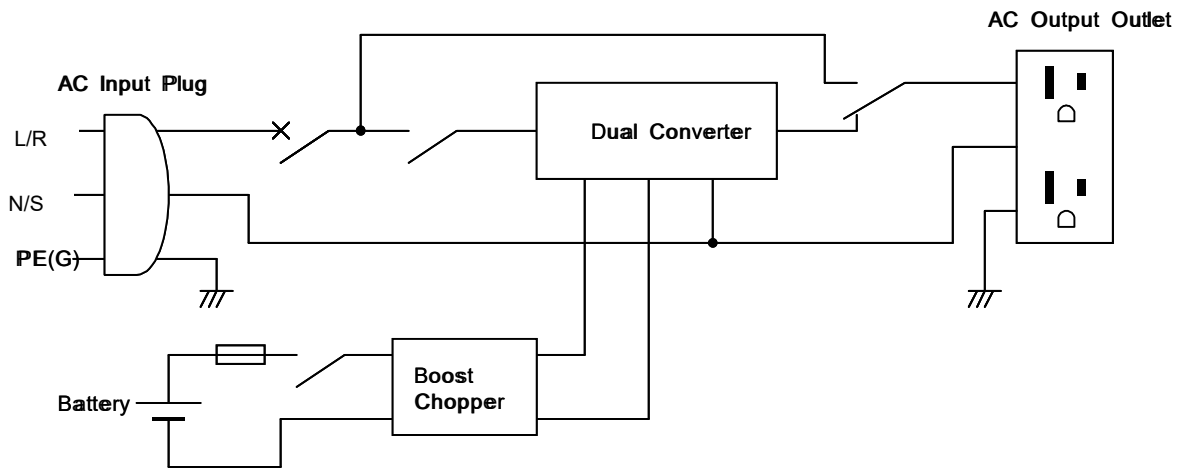 AC Output Outlet
AC Input Plug
L/R
Dual Converter
N/S
PE(G)
Boost
Chopper
Battery